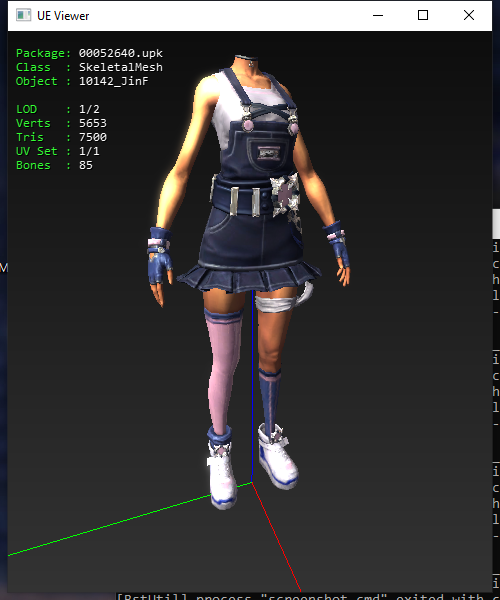 UE Viewer
Package: 00052640.upk
Class : SkeletalMesh
Object : 10142_JinF
LOD : 1/2
Verts : 5653
Tris : 7500
UV Set : 1/1
Bones : 85
M
i
c
h
l
-
i
c
h
l
-
i
c
h
l
-
i
[BstUtil] process "screenshot.cmd" exited with c